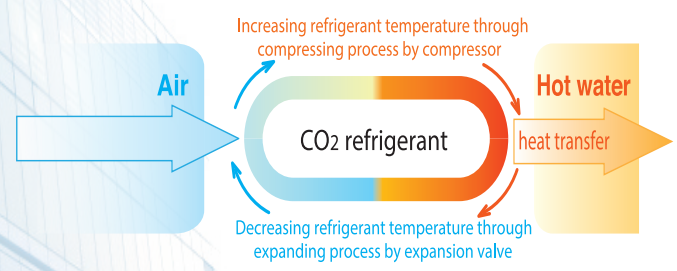 Increasing refrigerant temperature through
compressing process by compressor
Air
Hot water
CO2 refrigerant
heat transfer
Decreasing refrigerant temperature through
expanding process by expansion valve